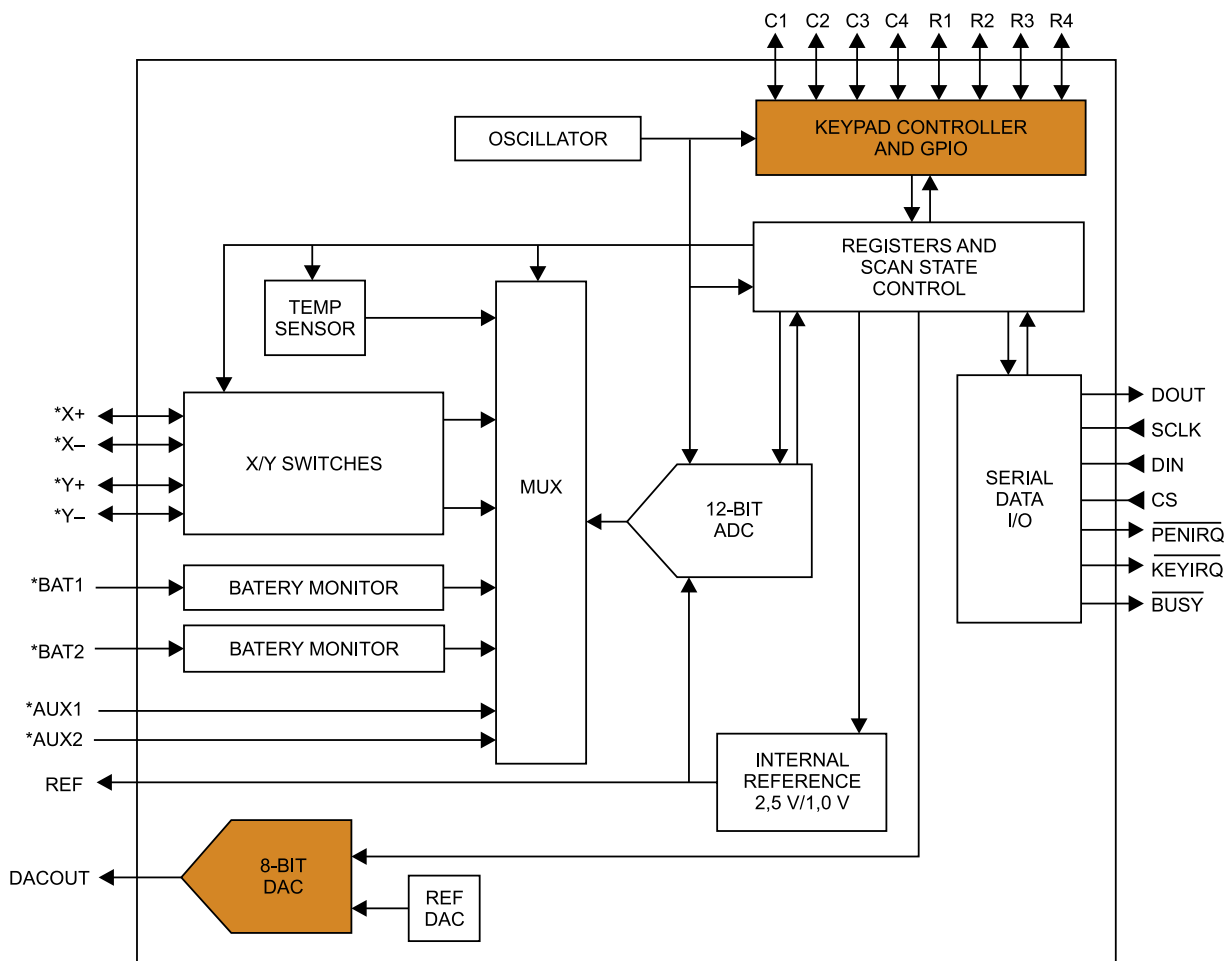 C1 C2 C3 C4 R1 R2 R3 R4
KEYPAD CONTROLLER
AND GPIO
OSCILLATOR
REGISTERS AND
SCAN STATE
CONTROL
TEMP
SENSOR
*X+
*X–
*Y+
*Y–
X/Y SWITCHES
MUX
12-BIT
ADC
SERIAL
DATA
I/O
DOUT
SCLK
DIN
CS
PENIRQ
KEYIRQ
BUSY
*BAT1
BATERY MONITOR
*BAT2
BATERY MONITOR
*AUX1
*AUX2
REF
INTERNAL
REFERENCE
2,5 V/1,0 V
DACOUT
8-BIT
DAC
REF
DAC